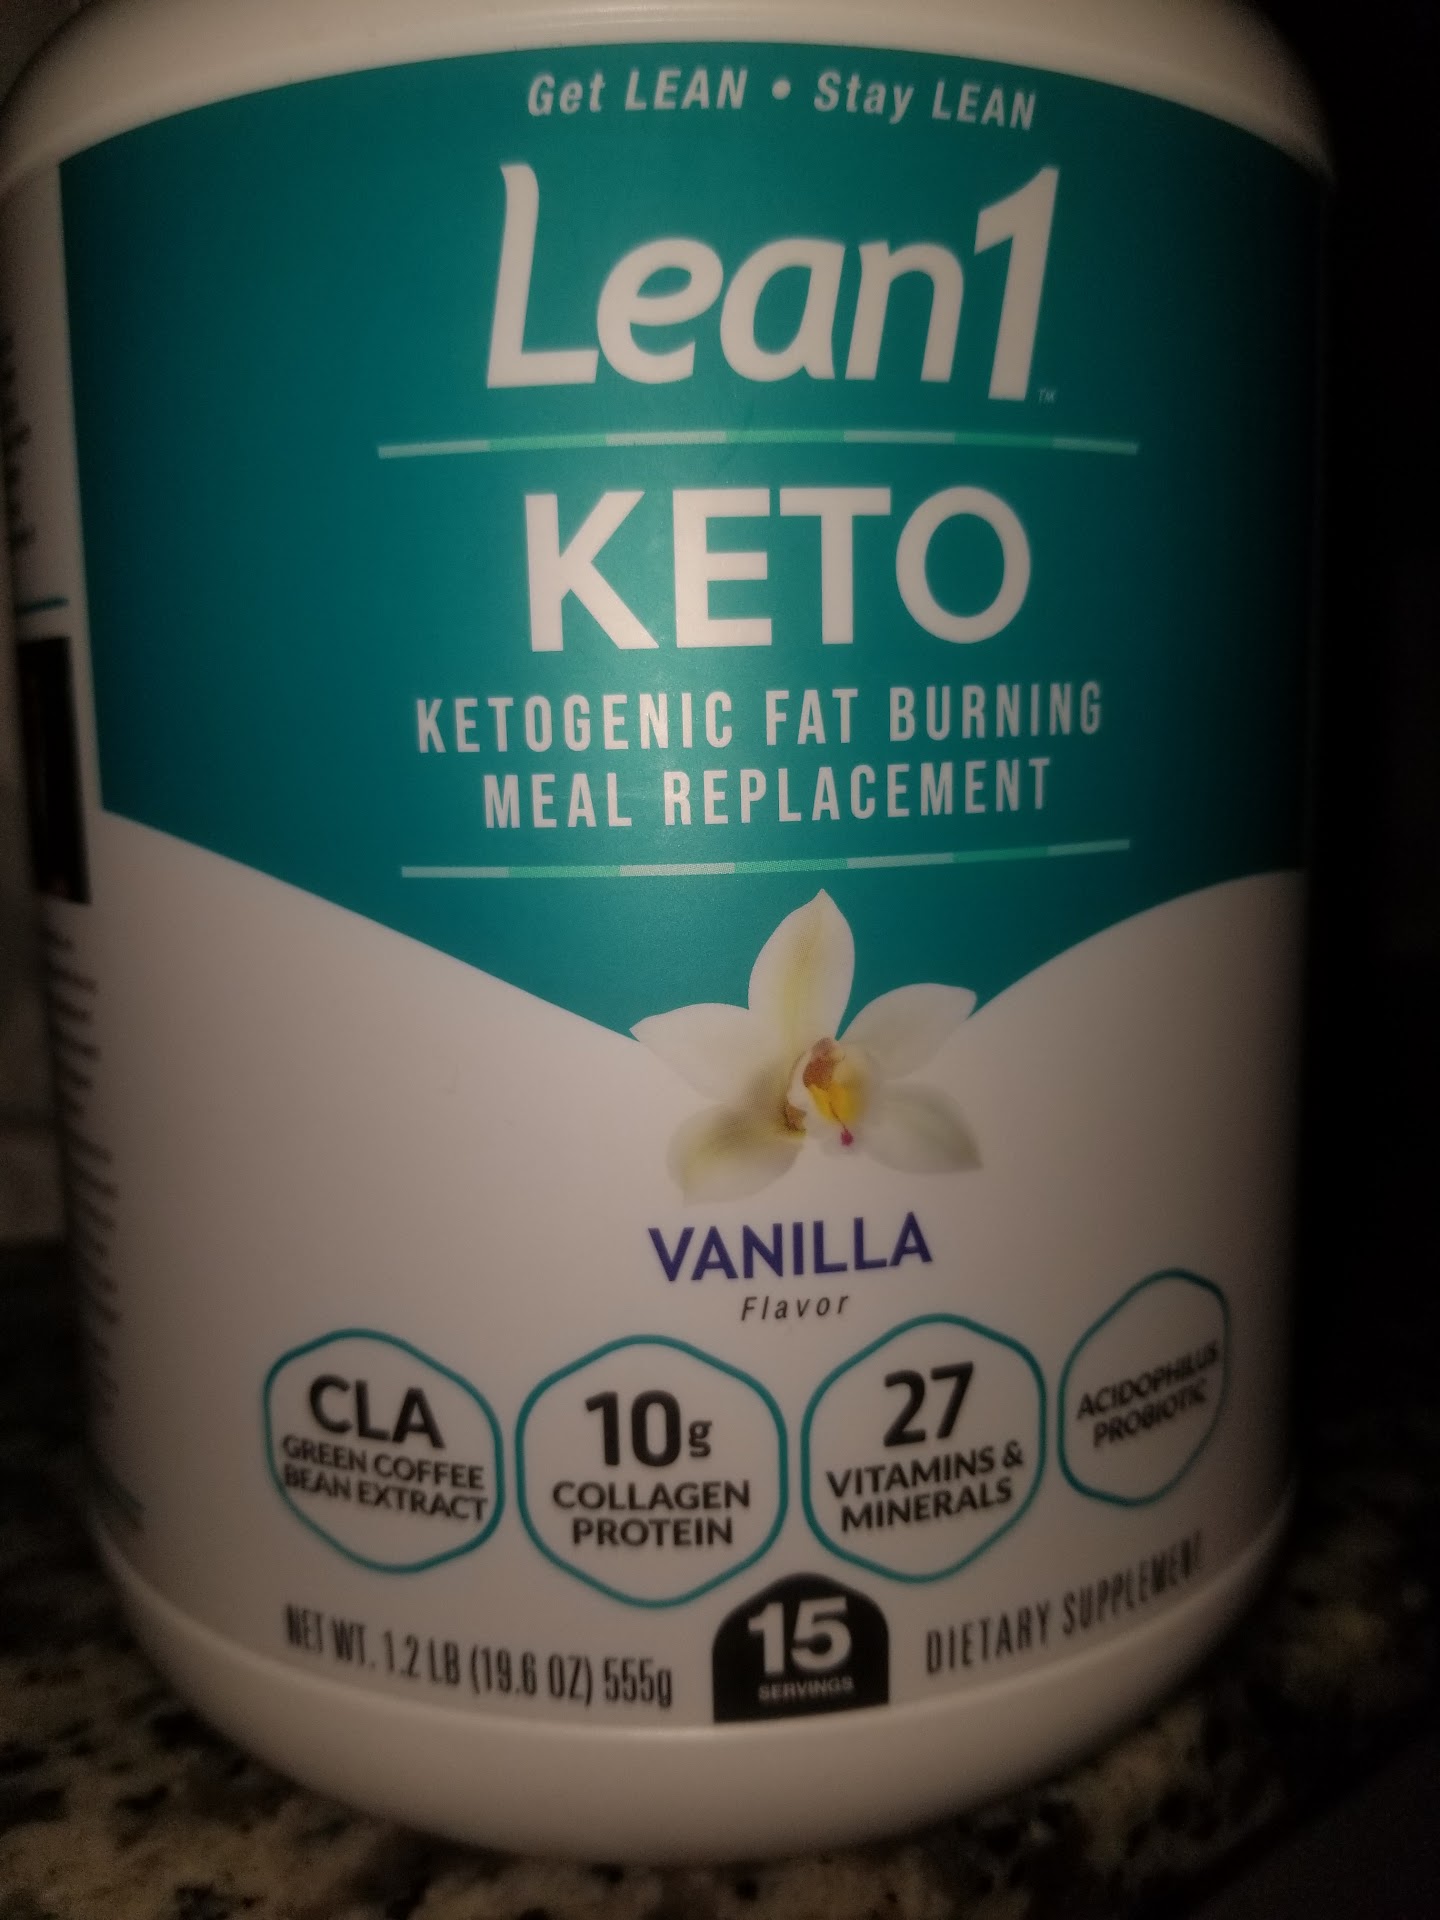 Get LEAN • Stay LEAN
Lean1™
KETO
KETOGENIC FAT BURNING
MEAL REPLACEMENT
VANILLA
Flavor
CLA
GREEN COFFEE
BEAN EXTRACT
10g
COLLAGEN
PROTEIN
27
VITAMINS &
MINERALS
ACIDOPHILUS
PROBIOTIC
NET WT. 1.2 LB (19.6 OZ) 555g
15
SERVINGS
DIETARY SUPPLEMENT